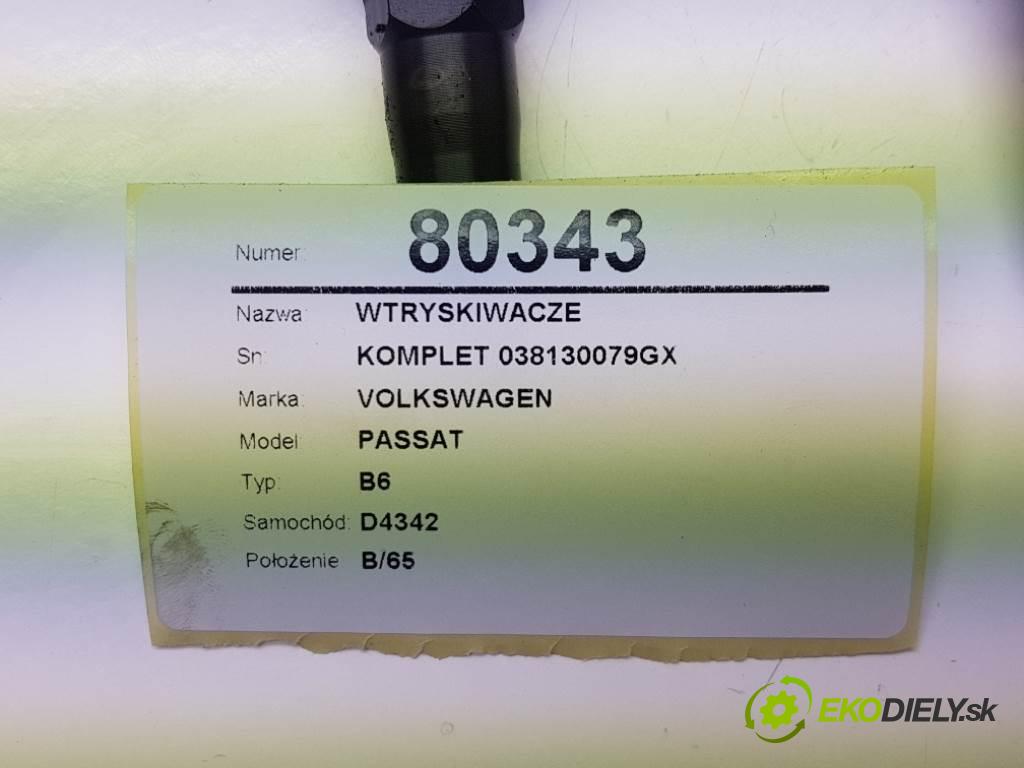 Numer: 80343
Nazwa: WTRYSKIWACZE
Sn: KOMPLET 038130079GX
Marka: VOLKSWAGEN
Model: PASSAT
Typ: B6
Samochód: D4342
Położenie B/65
EKODIELY.sk